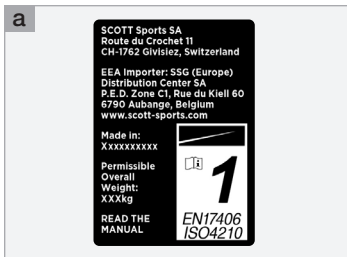 a
SCOTT Sports SA
Route du Crochet 11
CH-1762 Givisiez, Switzerland
EEA Importer: SSG (Europe)
Distribution Center SA
P.E.D. Zone C1, Rue du Kiell 60
6790 Aubange, Belgium
www.scott-sports.com
Made in:
Xxxxxxxxxx
Permissible
Overall
Weight:
XXXkg
READ THE
MANUAL
1
EN17406
ISO4210